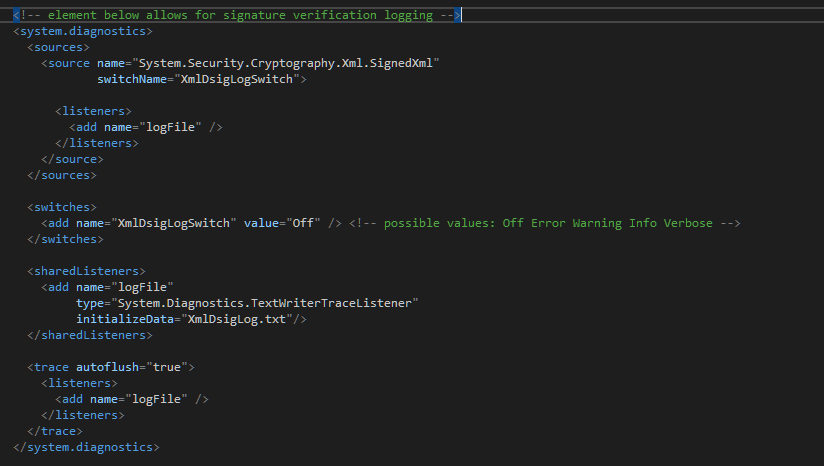 <!-- element below allows for signature verification logging -->
<system.diagnostics>
  <sources>
    <source name="System.Security.Cryptography.Xml.SignedXml"
            switchName="XmlDsigLogSwitch">

      <listeners>
        <add name="logFile" />
      </listeners>
    </source>
  </sources>

  <switches>
    <add name="XmlDsigLogSwitch" value="Off" /> <!-- possible values: Off Error Warning Info Verbose -->
  </switches>

  <sharedListeners>
    <add name="logFile"
         type="System.Diagnostics.TextWriterTraceListener"
         initializeData="XmlDsigLog.txt"/>
  </sharedListeners>

  <trace autoflush="true">
    <listeners>
      <add name="logFile" />
    </listeners>
  </trace>
</system.diagnostics>